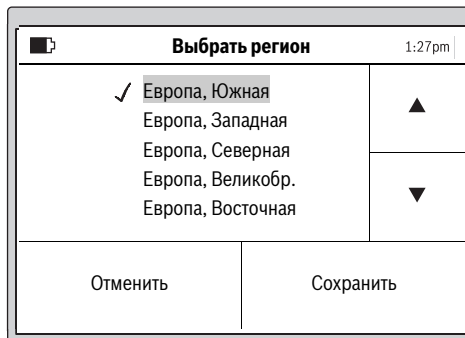 Выбрать регион 1:27pm
Европа, Южная
Европа, Западная
Европа, Северная
Европа, Великобр.
Европа, Восточная
Отменить Сохранить